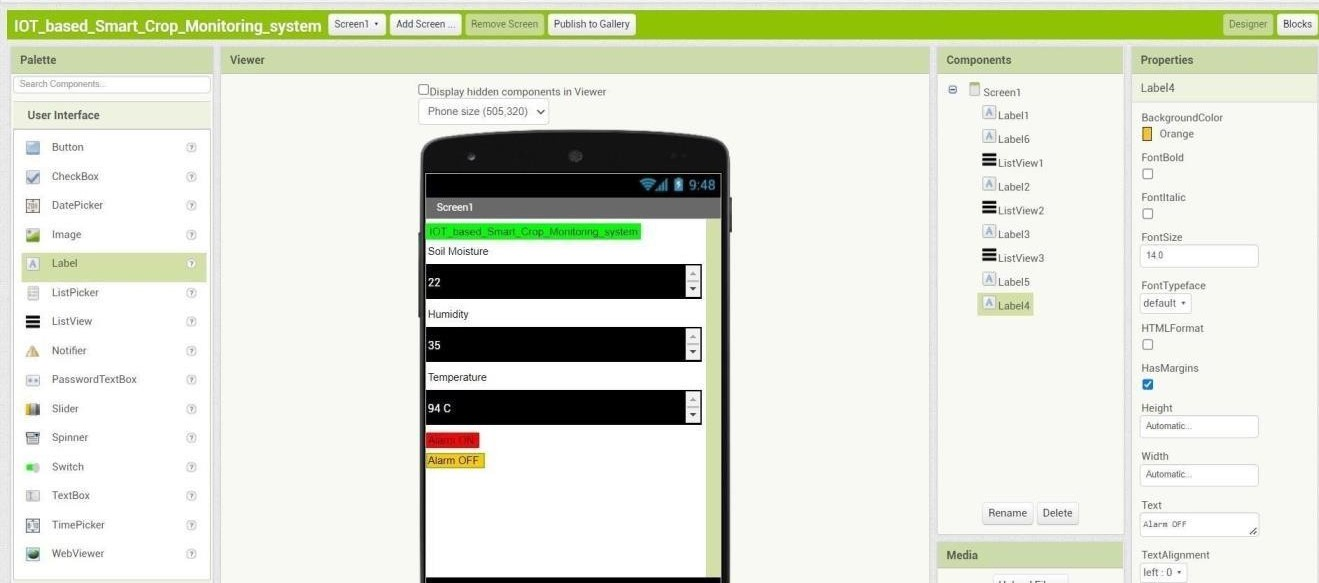 IOT_based_Smart_Crop_Monitoring_system Screen1 Add Screen ... Remove Screen Publish to Gallery Designer Blocks
Palette
Search Components...
User Interface
Button
CheckBox
DatePicker
Image
Label
ListPicker
ListView
Notifier
PasswordTextBox
Slider
Spinner
Switch
TextBox
TimePicker
WebViewer
Viewer
Display hidden components in Viewer
Phone size (505,320)
9:48
Screen1
IOT_based_Smart_Crop_Monitoring_system
Soil Moisture
22
Humidity
35
Temperature
94 C
Alarm ON
Alarm OFF
Components
Screen1
Label1
Label6
ListView1
Label2
ListView2
Label3
ListView3
Label5
Label4
Rename Delete
Media
Properties
Label4
BackgroundColor
Orange
FontBold
FontItalic
FontSize
14.0
FontTypeface
default
HTMLFormat
HasMargins
Height
Automatic...
Width
Automatic...
Text
Alarm OFF
TextAlignment
left : 0